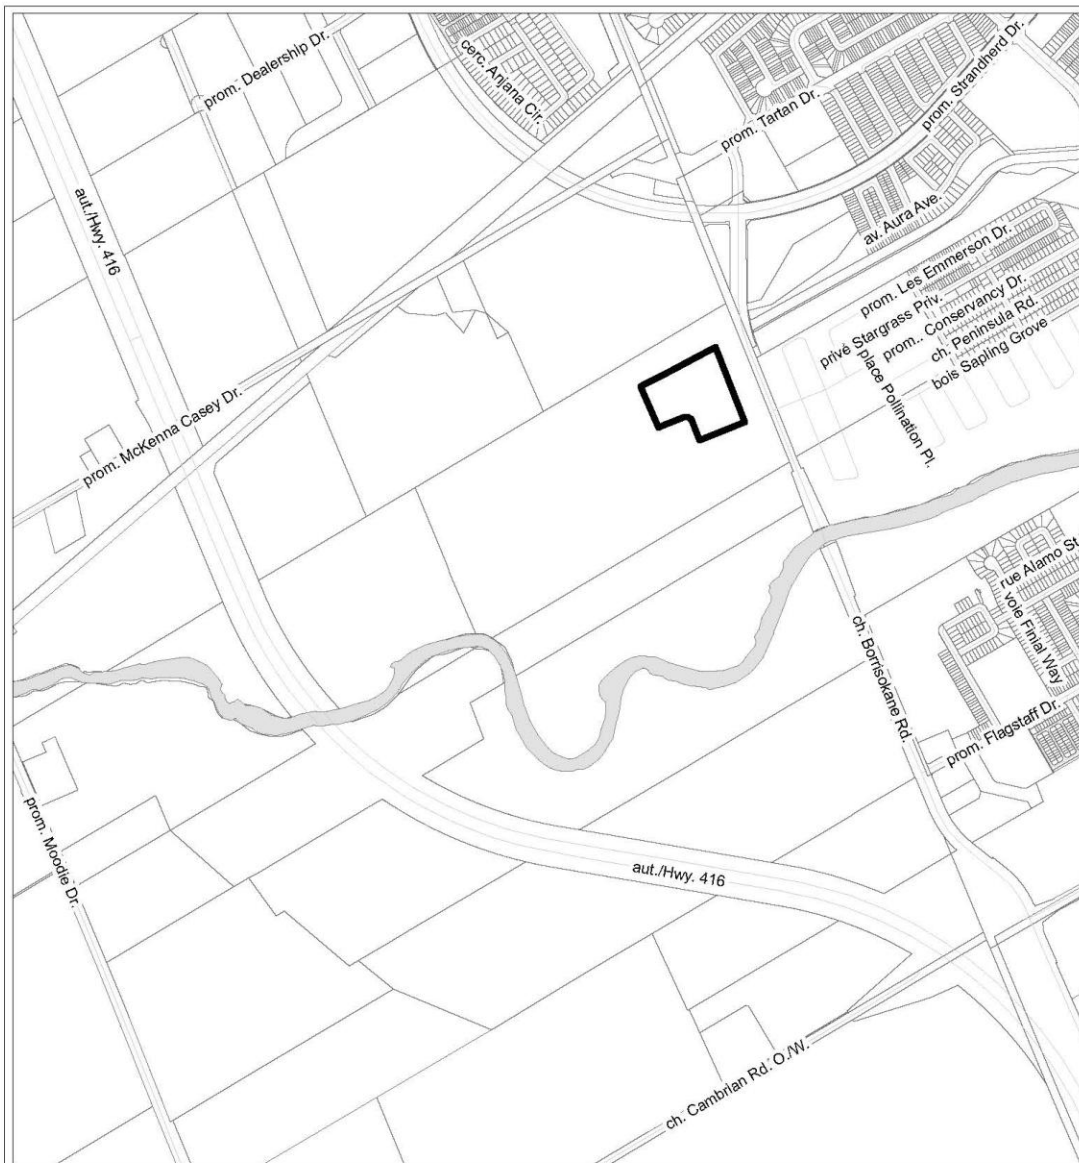 prom. Dealership Dr.
cerc. Anjana Cir.
prom. Tartan Dr.
prom. Strandherd Dr.
aut./Hwy. 416
av. Aura Ave.
prom. Les Emmerson Dr.
privé Stargrass Priv.
prom.. Conservancy Dr.
ch. Peninsula Rd.
bois Sapling Grove
place Pollination Pl.
prom. McKenna Casey Dr.
rue Alamo St
voie Finial Way
ch. Borrisokane Rd.
prom. Flagstaff Dr.
prom. Moodie Dr.
aut./Hwy. 416
ch. Cambrian Rd. O./W.